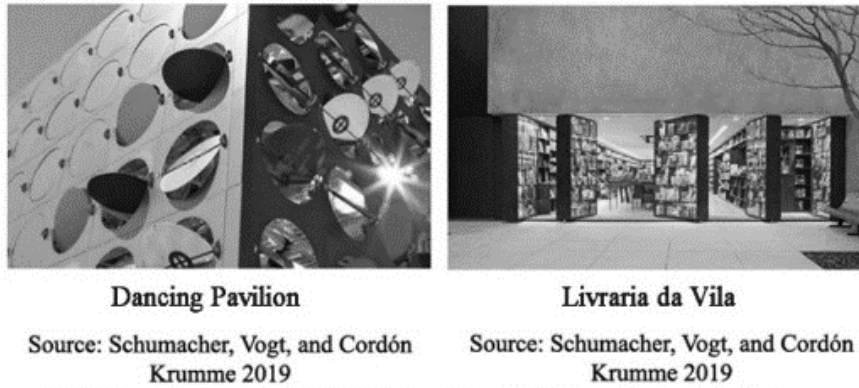 Dancing Pavilion
Source: Schumacher, Vogt, and Cordón
Krumme 2019
Livraria da Vila
Source: Schumacher, Vogt, and Cordón
Krumme 2019